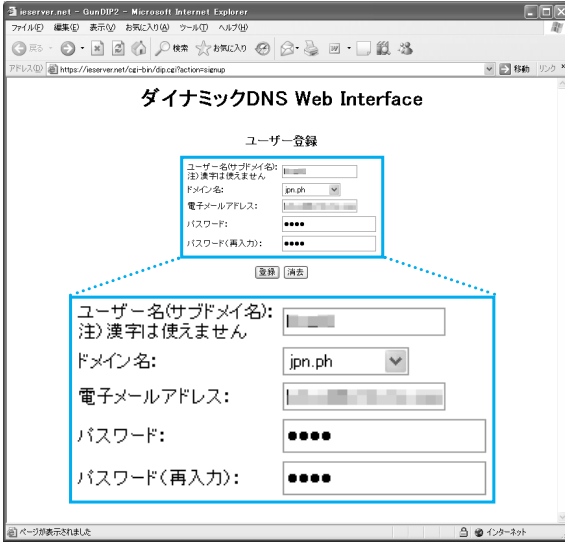 ieserver.net - GunDIP2 - Microsoft Internet Explorer
ファイル(F) 編集(E) 表示(V) お気に入り(A) ツール(T) ヘルプ(H)
戻る 検索 お気に入り
アドレス(D) https://ieserver.net/cgi-bin/dip.cgi?action=signup 移動 リンク
ダイナミックDNS Web Interface
ユーザー登録
ユーザー名(サブドメイ名):
注)漢字は使えません
ドメイン名: jpn.ph
電子メールアドレス:
パスワード: ●●●●
パスワード(再入力): ●●●●
登録 消去
ユーザー名(サブドメイ名):
注)漢字は使えません
ドメイン名: jpn.ph
電子メールアドレス:
パスワード: ●●●●
パスワード(再入力): ●●●●
ページが表示されました インターネット